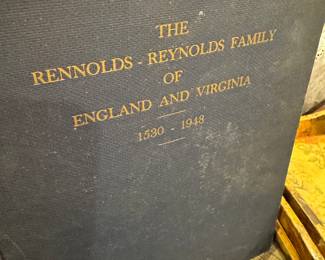 THE
RENNOLDS - REYNOLDS FAMILY
OF
ENGLAND AND VIRGINIA
1530 - 1948